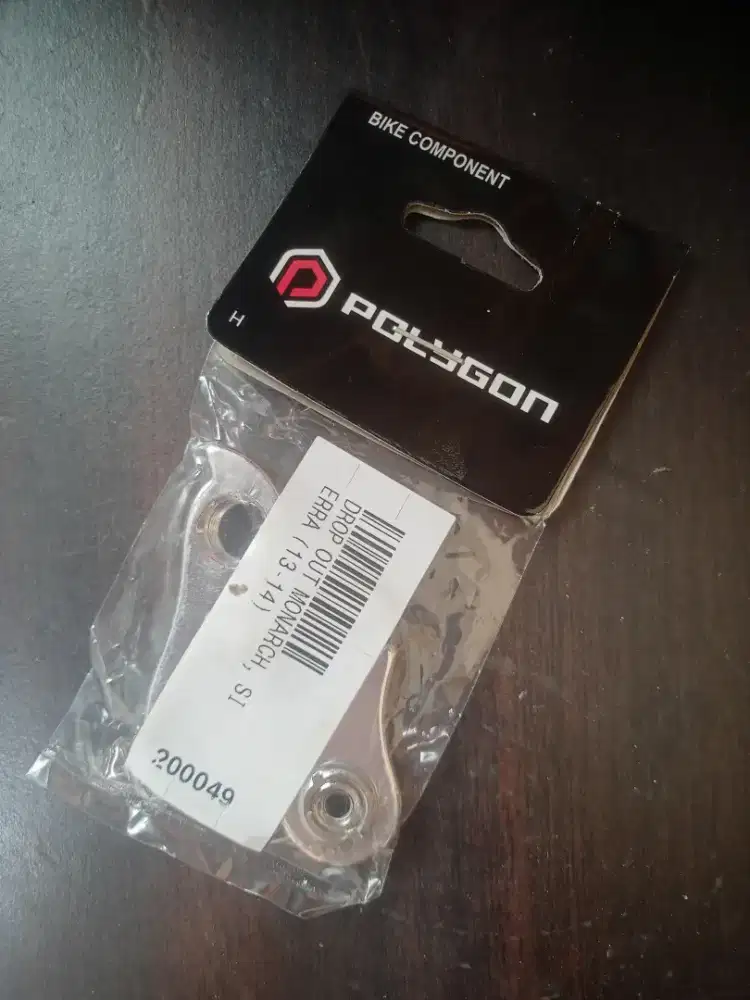 BIKE COMPONENT
POLYGON
H
DROP OUT MONARCH, SI
ERRA (13-14)
200049